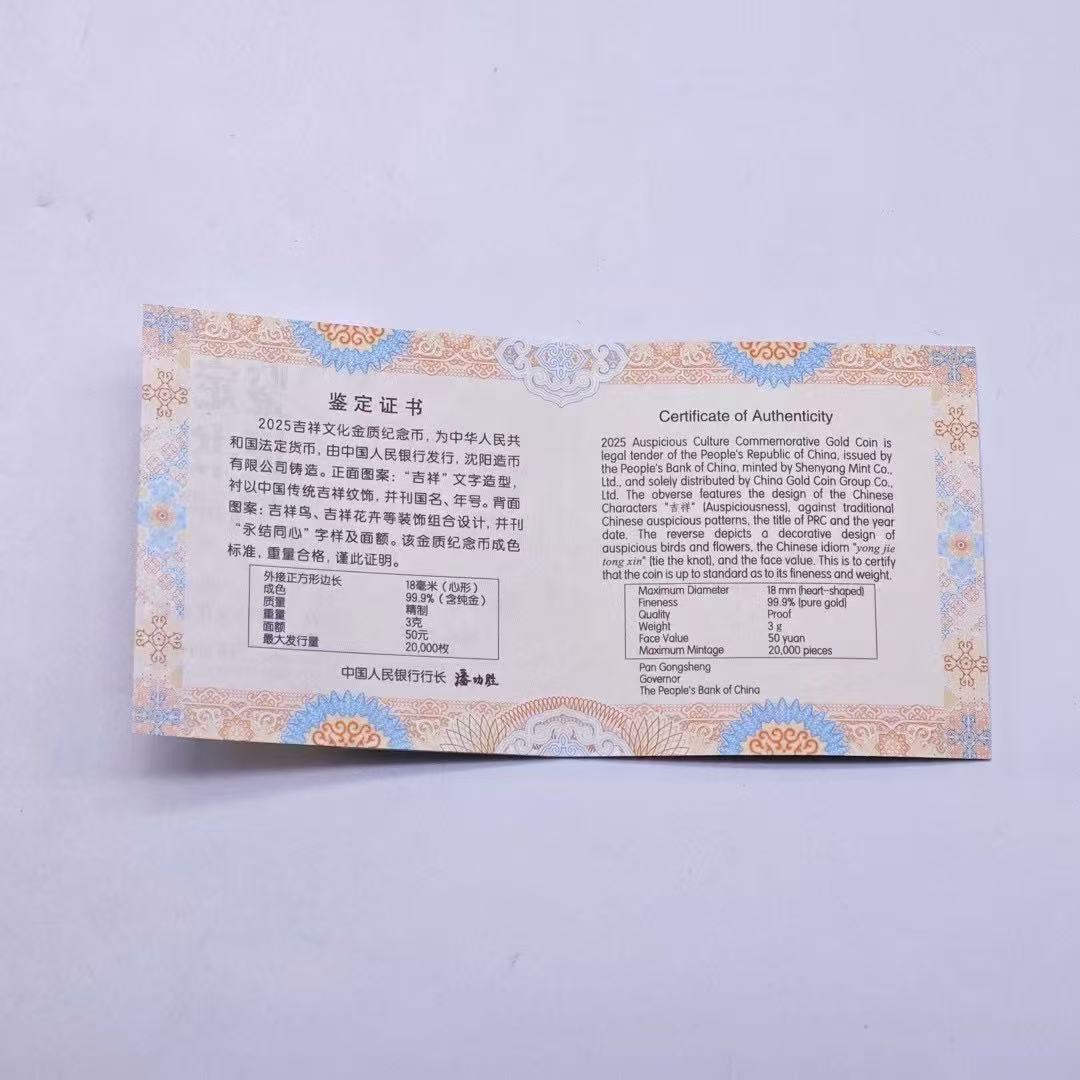 鉴定证书
2025吉祥文化金质纪念币，为中华人民共
和国法定货币，由中国人民银行发行，沈阳造币
有限公司铸造。正面图案：“吉祥”文字造型，
衬以中国传统吉祥纹饰，并刊国名、年号。背面
图案：吉祥鸟、吉祥花卉等装饰组合设计，并刊
“永结同心”字样及面额。该金质纪念币成色
标准，重量合格，谨此证明。
外接正方形边长 18毫米（心形）
成色 99.9%（含纯金）
质量 精制
重量 3克
面额 50元
最大发行量 20,000枚
中国人民银行行长 潘功胜
Certificate of Authenticity
2025 Auspicious Culture Commemorative Gold Coin is
legal tender of the People's Republic of China, issued by
the People's Bank of China, minted by Shenyang Mint Co.,
Ltd., and solely distributed by China Gold Coin Group Co.,
Ltd. The obverse features the design of the Chinese
Characters "吉祥" (Auspiciousness), against traditional
Chinese auspicious patterns, the title of PRC and the year
date. The reverse depicts a decorative design of
auspicious birds and flowers, the Chinese idiom "yong jie
tong xin" (tie the knot), and the face value. This is to certify
that the coin is up to standard as to its fineness and weight.
Maximum Diameter 18 mm (heart-shaped)
Fineness 99.9% (pure gold)
Quality Proof
Weight 3 g
Face Value 50 yuan
Maximum Mintage 20,000 pieces
Pan Gongsheng
Governor
The People's Bank of China